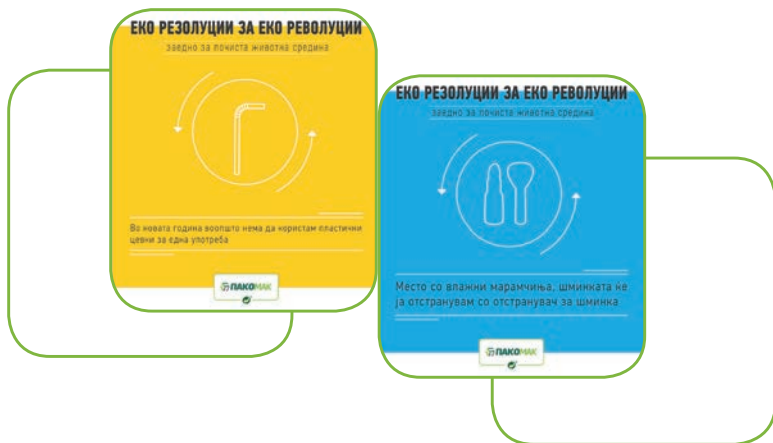 ЕКО РЕЗОЛУЦИИ ЗА ЕКО РЕВОЛУЦИИ
заедно за почиста животна средина
Во новата година воопшто нема да користам пластични
цевки за една употреба
ПАКОМАК
ЕКО РЕЗОЛУЦИИ ЗА ЕКО РЕВОЛУЦИИ
заедно за почиста животна средина
Место со влажни марамчиња, шминката ќе
ја отстранувам со отстранувач за шминка
ПАКОМАК